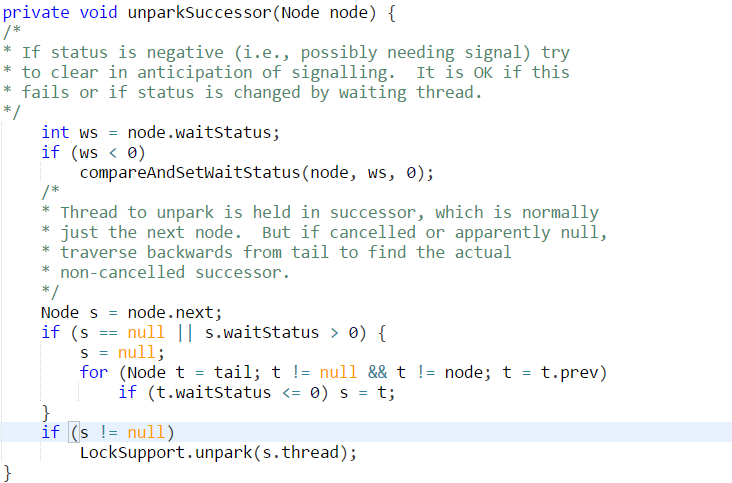 private void unparkSuccessor(Node node) {
/*
* If status is negative (i.e., possibly needing signal) try
* to clear in anticipation of signalling.  It is OK if this
* fails or if status is changed by waiting thread.
*/
    int ws = node.waitStatus;
    if (ws < 0)
        compareAndSetWaitStatus(node, ws, 0);
    /*
    * Thread to unpark is held in successor, which is normally
    * just the next node.  But if cancelled or apparently null,
    * traverse backwards from tail to find the actual
    * non-cancelled successor.
    */
    Node s = node.next;
    if (s == null || s.waitStatus > 0) {
        s = null;
        for (Node t = tail; t != null && t != node; t = t.prev)
            if (t.waitStatus <= 0) s = t;
    }
    if (s != null)
        LockSupport.unpark(s.thread);
}